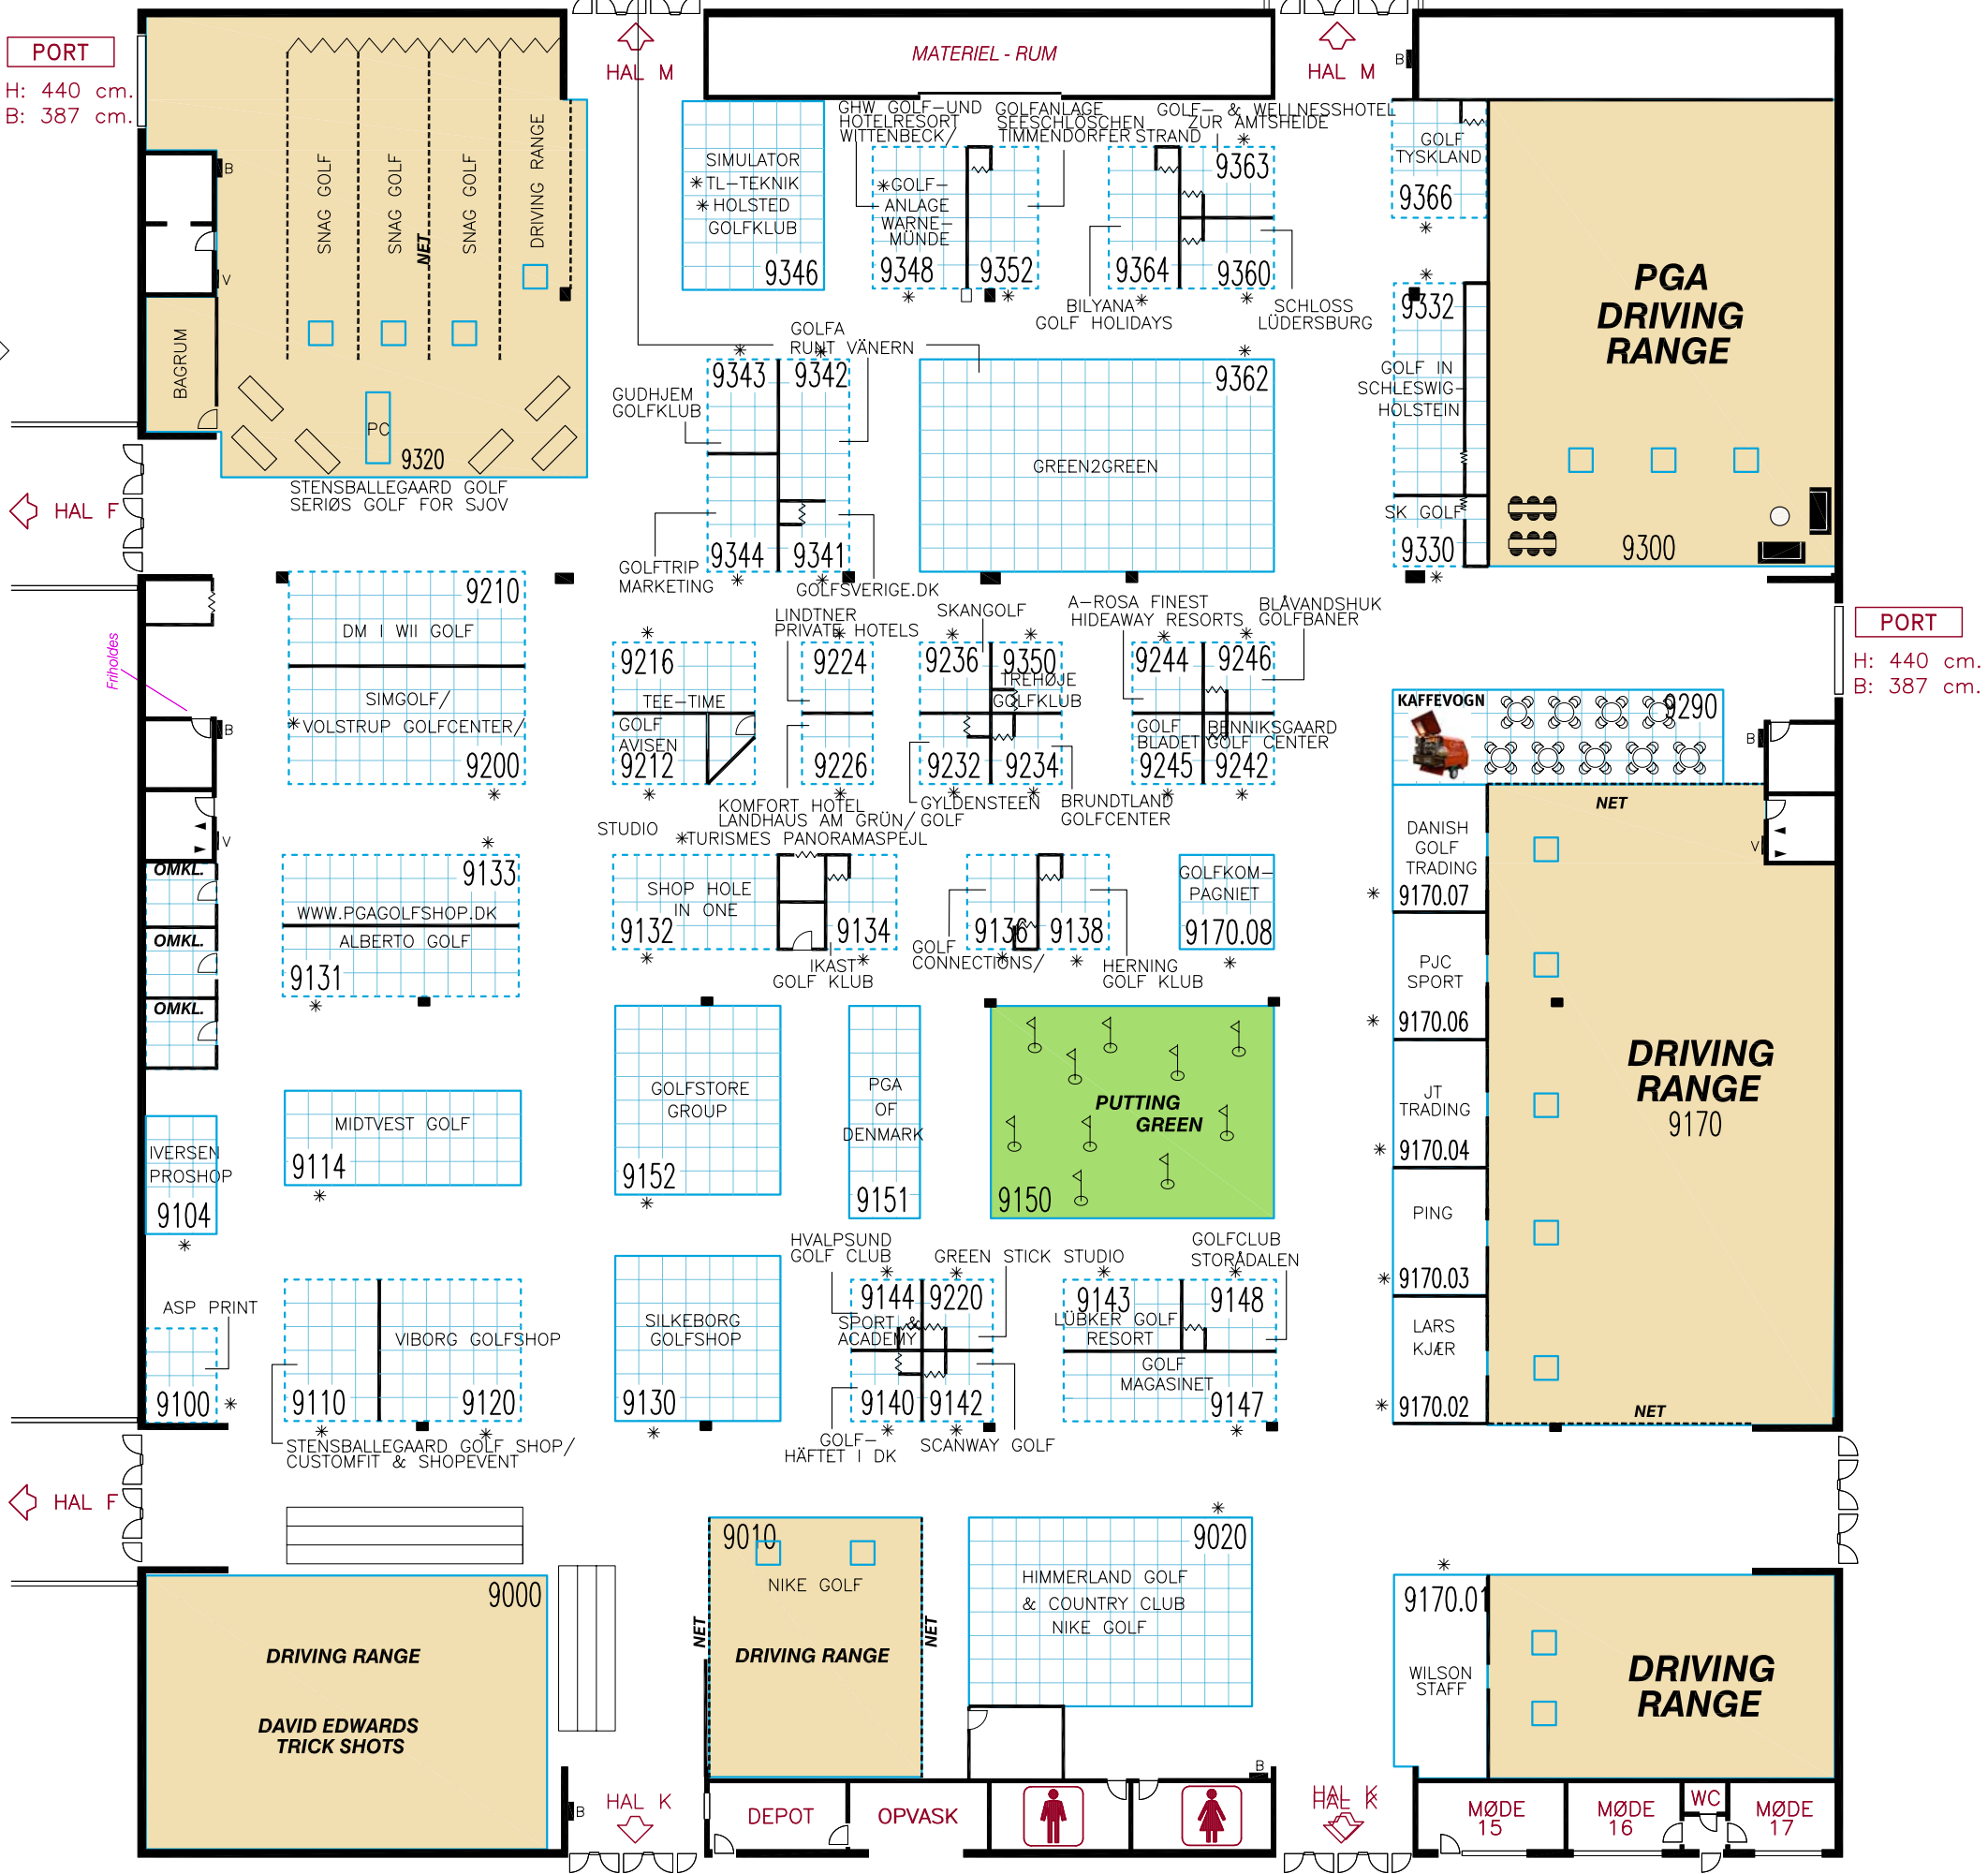 PORT
H: 440 cm.
B: 387 cm.
HAL M
MATERIEL - RUM
HAL M
B
SNAG GOLF
SNAG GOLF
SNAG GOLF
DRIVING RANGE
NET
B
V
BAGRUM
PC
9320
STENSBALLEGAARD GOLF
SERIØS GOLF FOR SJOV
SIMULATOR
*TL-TEKNIK
*HOLSTED
GOLFKLUB
9346
GHW GOLF-UND
HOTELRESORT
WITTENBECK/
*GOLF-
ANLAGE
WARNE-
MÜNDE
9348
GOLFANLAGE
SEESCHLÖSCHEN
TIMMENDORFER STRAND
9352
GOLF- & WELLNESSHOTEL
ZUR AMTSHEIDE
9363
9364
9360
BILYANA
GOLF HOLIDAYS
SCHLOSS
LÜDERSBURG
GOLF
TYSKLAND
9366
9332
GOLF IN
SCHLESWIG-
HOLSTEIN
SK GOLF
9330
PGA
DRIVING
RANGE
9300
GOLFA
RUNT VÄNERN
9343
9342
GUDHJEM
GOLFKLUB
9344
9341
GOLFTRIP
MARKETING
GOLFSVERIGE.DK
9362
GREEN2GREEN
HAL F
Friholdes
B
V
9210
DM I WII GOLF
SIMGOLF/
*VOLSTRUP GOLFCENTER/
9200
9216
TEE-TIME
GOLF
AVISEN
9212
LINDTNER
PRIVATE HOTELS
9224
9226
KOMFORT HOTEL
LANDHAUS AM GRÜN/
*TURISMES PANORAMASPEJL
SKANGOLF
9236
9350
TREHØJE
GOLFKLUB
9232
9234
GYLDENSTEEN
GOLF
BRUNDTLAND
GOLFCENTER
A-ROSA FINEST
HIDEAWAY RESORTS
BLÅVANDSHUK
GOLFBANER
9244
9246
GOLF
BLADET
BENNIKSGAARD
GOLF CENTER
9245
9242
PORT
H: 440 cm.
B: 387 cm.
KAFFEVOGN
9290
B
V
NET
STUDIO
OMKL.
OMKL.
OMKL.
9133
WWW.PGAGOLFSHOP.DK
ALBERTO GOLF
9131
SHOP HOLE
IN ONE
9132
9134
IKAST
GOLF KLUB
9136
9138
GOLF
CONNECTIONS/
HERNING
GOLF KLUB
GOLFKOM-
PAGNIET
9170.08
DANISH
GOLF
TRADING
9170.07
PJC
SPORT
9170.06
JT
TRADING
9170.04
PING
9170.03
LARS
KJÆR
9170.02
DRIVING
RANGE
9170
NET
IVERSEN
PROSHOP
9104
MIDTVEST GOLF
9114
GOLFSTORE
GROUP
9152
PGA
OF
DENMARK
9151
PUTTING
GREEN
9150
ASP PRINT
9100
VIBORG GOLFSHOP
9110
9120
STENSBALLEGAARD GOLF SHOP/
CUSTOMFIT & SHOPEVENT
SILKEBORG
GOLFSHOP
9130
HVALPSUND
GOLF CLUB
GREEN STICK STUDIO
9144
9220
SPORT &
ACADEMY
9140
9142
GOLF-
HÄFTET I DK
SCANWAY GOLF
GOLFCLUB
STORÅDALEN
9143
9148
LÜBKER GOLF
RESORT
GOLF
MAGASINET
9147
HAL F
9000
DRIVING RANGE
DAVID EDWARDS
TRICK SHOTS
9010
NIKE GOLF
NET
NET
DRIVING RANGE
9020
HIMMERLAND GOLF
& COUNTRY CLUB
NIKE GOLF
9170.01
WILSON
STAFF
DRIVING
RANGE
B
HAL K
DEPOT
OPVASK
B
HAL K
MØDE
15
MØDE
16
WC
MØDE
17